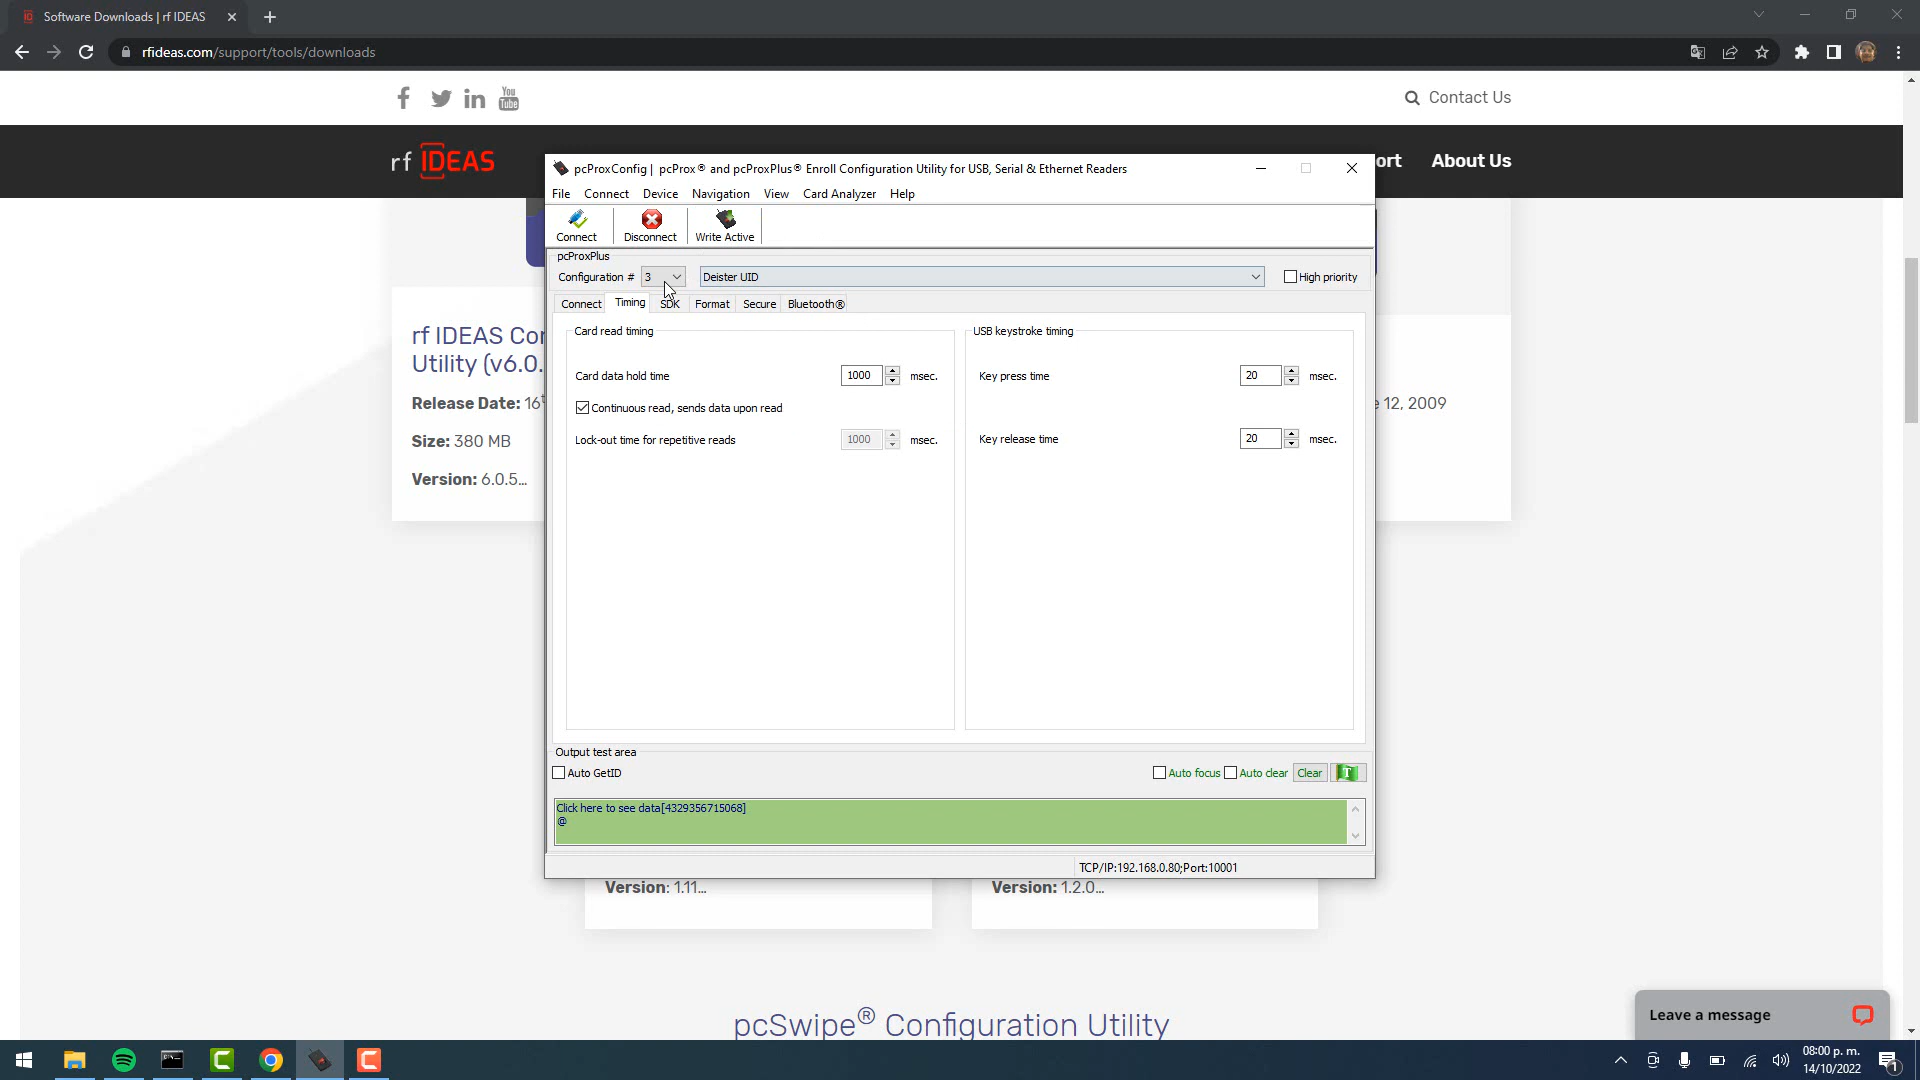 Software Downloads | rf IDEAS
rfideas.com/support/tools/downloads
You
Tube
Contact Us
rf IDEAS
ort
About Us
pcProxConfig | pcProx® and pcProxPlus® Enroll Configuration Utility for USB, Serial & Ethernet Readers
File Connect Device Navigation View Card Analyzer Help
Connect Disconnect Write Active
pcProxPlus
Configuration # 3 Deister UID High priority
Connect Timing SDK Format Secure Bluetooth®
Card read timing
Card data hold time 1000 msec.
Continuous read, sends data upon read
Lock-out time for repetitive reads 1000 msec.
USB keystroke timing
Key press time 20 msec.
Key release time 20 msec.
Output test area
Auto GetID
Auto focus Auto clear Clear T
Click here to see data[4329356715068]
@
TCP/IP:192.168.0.80;Port:10001
rf IDEAS Cor
Utility (v6.0.
Release Date: 16t
Size: 380 MB
Version: 6.0.5...
e 12, 2009
Version: 1.11...
Version: 1.2.0...
pcSwipe® Configuration Utility
Leave a message
08:00 p. m.
14/10/2022
1